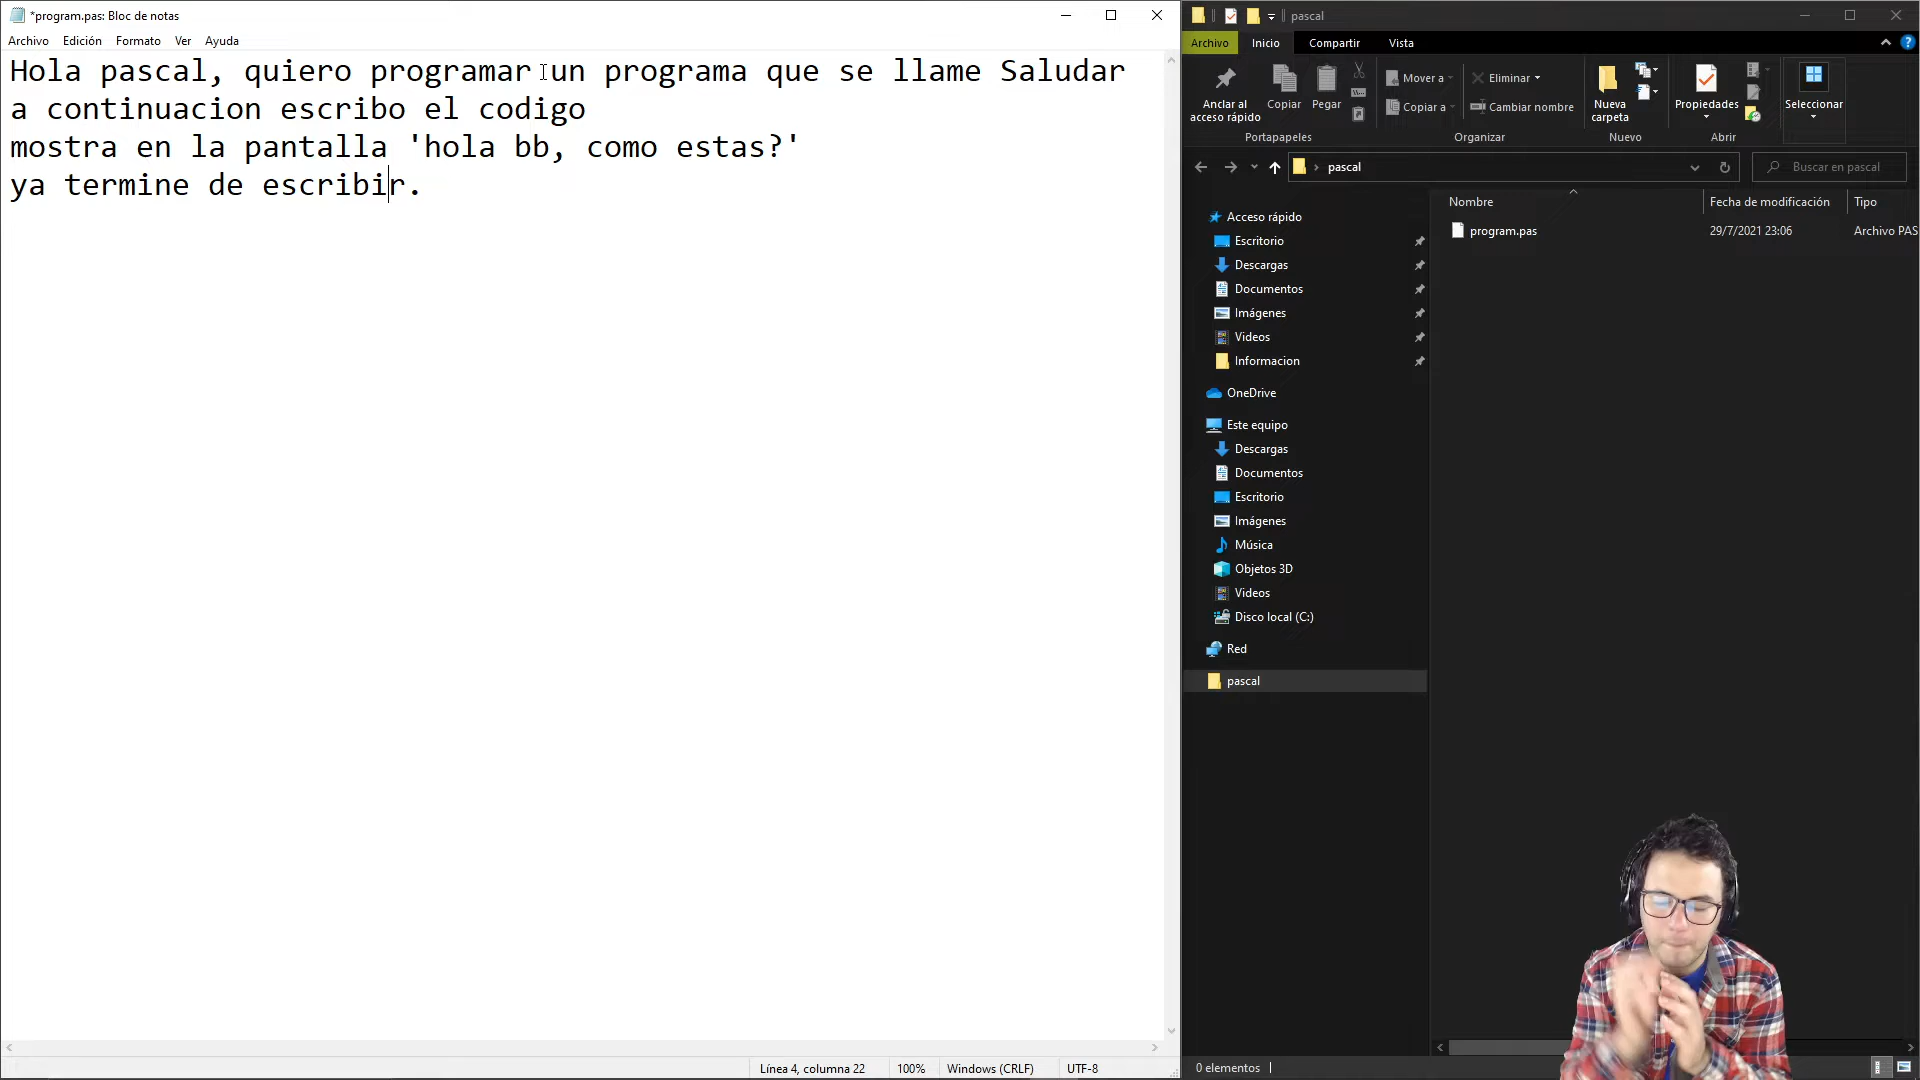 *program.pas: Bloc de notas
Archivo Edición Formato Ver Ayuda
Hola pascal, quiero programar un programa que se llame Saludar
a continuacion escribo el codigo
mostra en la pantalla 'hola bb, como estas?'
ya termine de escribir.
Línea 4, columna 22 100% Windows (CRLF) UTF-8
pascal
Archivo Inicio Compartir Vista
Anclar al acceso rápido
Copiar
Pegar
Portapapeles
Mover a
Copiar a
Eliminar
Cambiar nombre
Organizar
Nueva carpeta
Nuevo
Propiedades
Abrir
Seleccionar
pascal
Buscar en pascal
Nombre Fecha de modificación Tipo
program.pas 29/7/2021 23:06 Archivo PAS
Acceso rápido
Escritorio
Descargas
Documentos
Imágenes
Videos
Informacion
OneDrive
Este equipo
Descargas
Documentos
Escritorio
Imágenes
Música
Objetos 3D
Videos
Disco local (C:)
Red
pascal
0 elementos